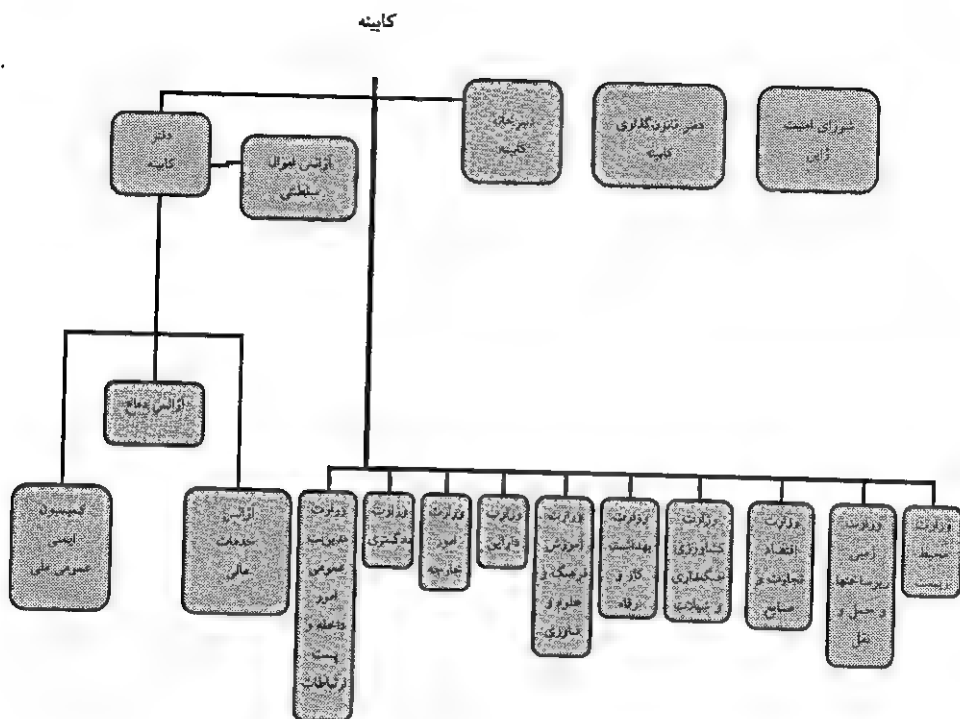 کابینه
شورای امنیت
ژاپن
دفتر قانون‌گذاری
کابینه
دبیرخانه
کابینه
دفتر
کابینه
آژانس اموال
سلطنتی
آژانس دفاع
کمیسیون
ایمنی
عمومی ملی
آژانس
خدمات
مالی
وزارت
مدیریت
عمومی
امور
داخله و
پست
ارتباطات
وزارت
دادگستری
وزارت
امور
خارجه
وزارت
دارایی
وزارت
آموزش
فرهنگ و
علوم و
فناوری
وزارت
بهداشت
کار و
رفاه
وزارت
کشاورزی
جنگلداری
و شیلات
وزارت
اقتصاد
تجارت و
صنایع
وزارت
زمین
زیرساختها
و حمل و
نقل
وزارت
محیط
زیست